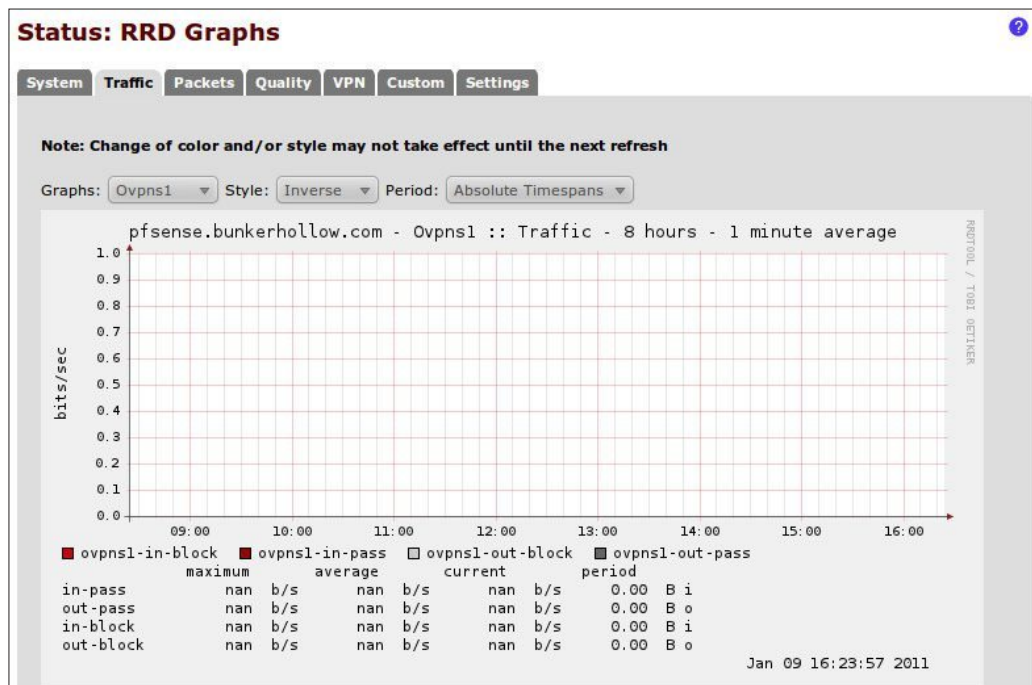 Status: RRD Graphs
?
System Traffic Packets Quality VPN Custom Settings
Note: Change of color and/or style may not take effect until the next refresh
Graphs: Ovpns1 Style: Inverse Period: Absolute Timespans
pfsense.bunkerhollow.com - Ovpns1 :: Traffic - 8 hours - 1 minute average
RRDTOOL / TOBI OETIKER
bits/sec
1.0
0.9
0.8
0.7
0.6
0.5
0.4
0.3
0.2
0.1
0.0
09:00 10:00 11:00 12:00 13:00 14:00 15:00 16:00
ovpns1-in-block ovpns1-in-pass ovpns1-out-block ovpns1-out-pass
maximum average current period
in-pass nan b/s nan b/s nan b/s 0.00 B i
out-pass nan b/s nan b/s nan b/s 0.00 B o
in-block nan b/s nan b/s nan b/s 0.00 B i
out-block nan b/s nan b/s nan b/s 0.00 B o
Jan 09 16:23:57 2011